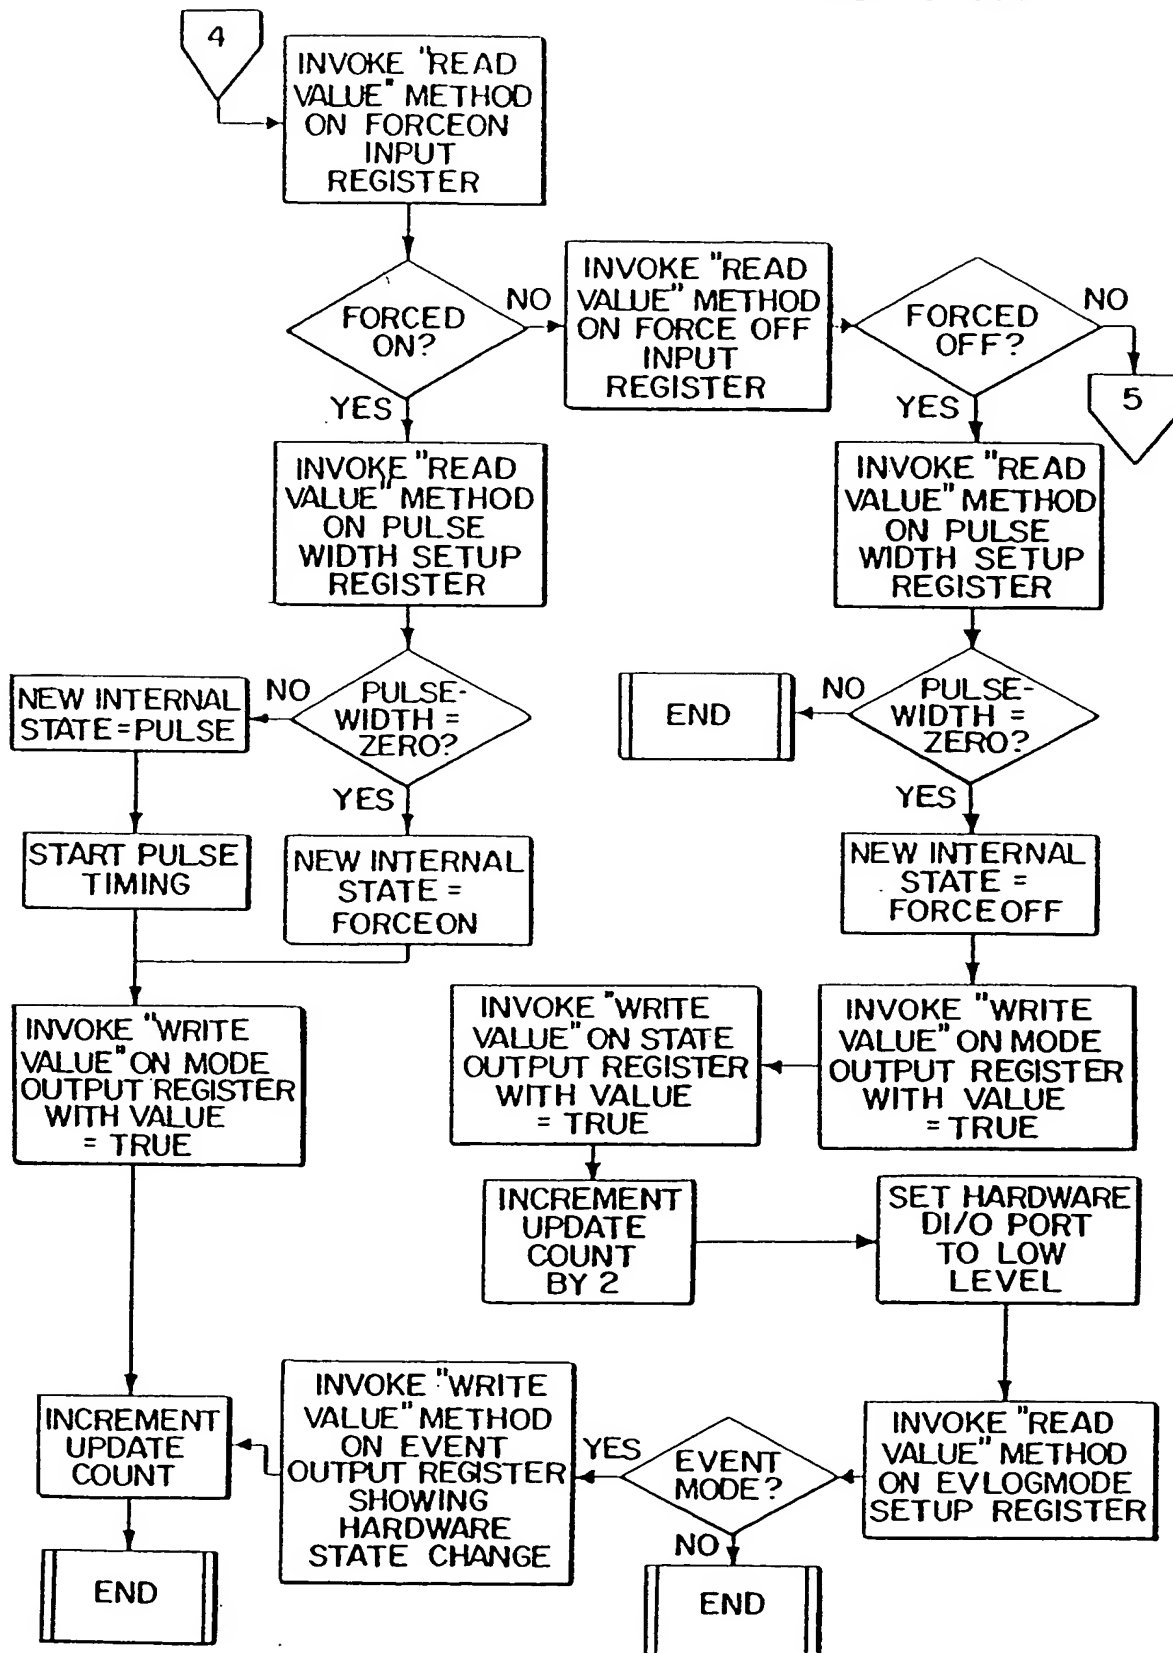 4
INVOKE "READ
VALUE" METHOD
ON FORCEON
INPUT
REGISTER
FORCED
ON?
NO
INVOKE "READ
VALUE" METHOD
ON FORCE OFF
INPUT
REGISTER
FORCED
OFF?
NO
5
YES
YES
INVOKE "READ
VALUE" METHOD
ON PULSE
WIDTH SETUP
REGISTER
INVOKE "READ
VALUE" METHOD
ON PULSE
WIDTH SETUP
REGISTER
NEW INTERNAL
STATE=PULSE
NO
PULSE-
WIDTH =
ZERO?
END
NO
PULSE-
WIDTH =
ZERO?
YES
YES
START PULSE
TIMING
NEW INTERNAL
STATE =
FORCEON
NEW INTERNAL
STATE =
FORCEOFF
INVOKE "WRITE
VALUE" ON MODE
OUTPUT REGISTER
WITH VALUE
= TRUE
INVOKE "WRITE
VALUE" ON STATE
OUTPUT REGISTER
WITH VALUE
= TRUE
INVOKE "WRITE
VALUE" ON MODE
OUTPUT REGISTER
WITH VALUE
= TRUE
INCREMENT
UPDATE
COUNT
BY 2
SET HARDWARE
DI/O PORT
TO LOW
LEVEL
INCREMENT
UPDATE
COUNT
INVOKE "WRITE
VALUE" METHOD
ON EVENT
OUTPUT REGISTER
SHOWING
HARDWARE
STATE CHANGE
YES
EVENT
MODE?
INVOKE "READ
VALUE" METHOD
ON EVLOGMODE
SETUP REGISTER
NO
END
END